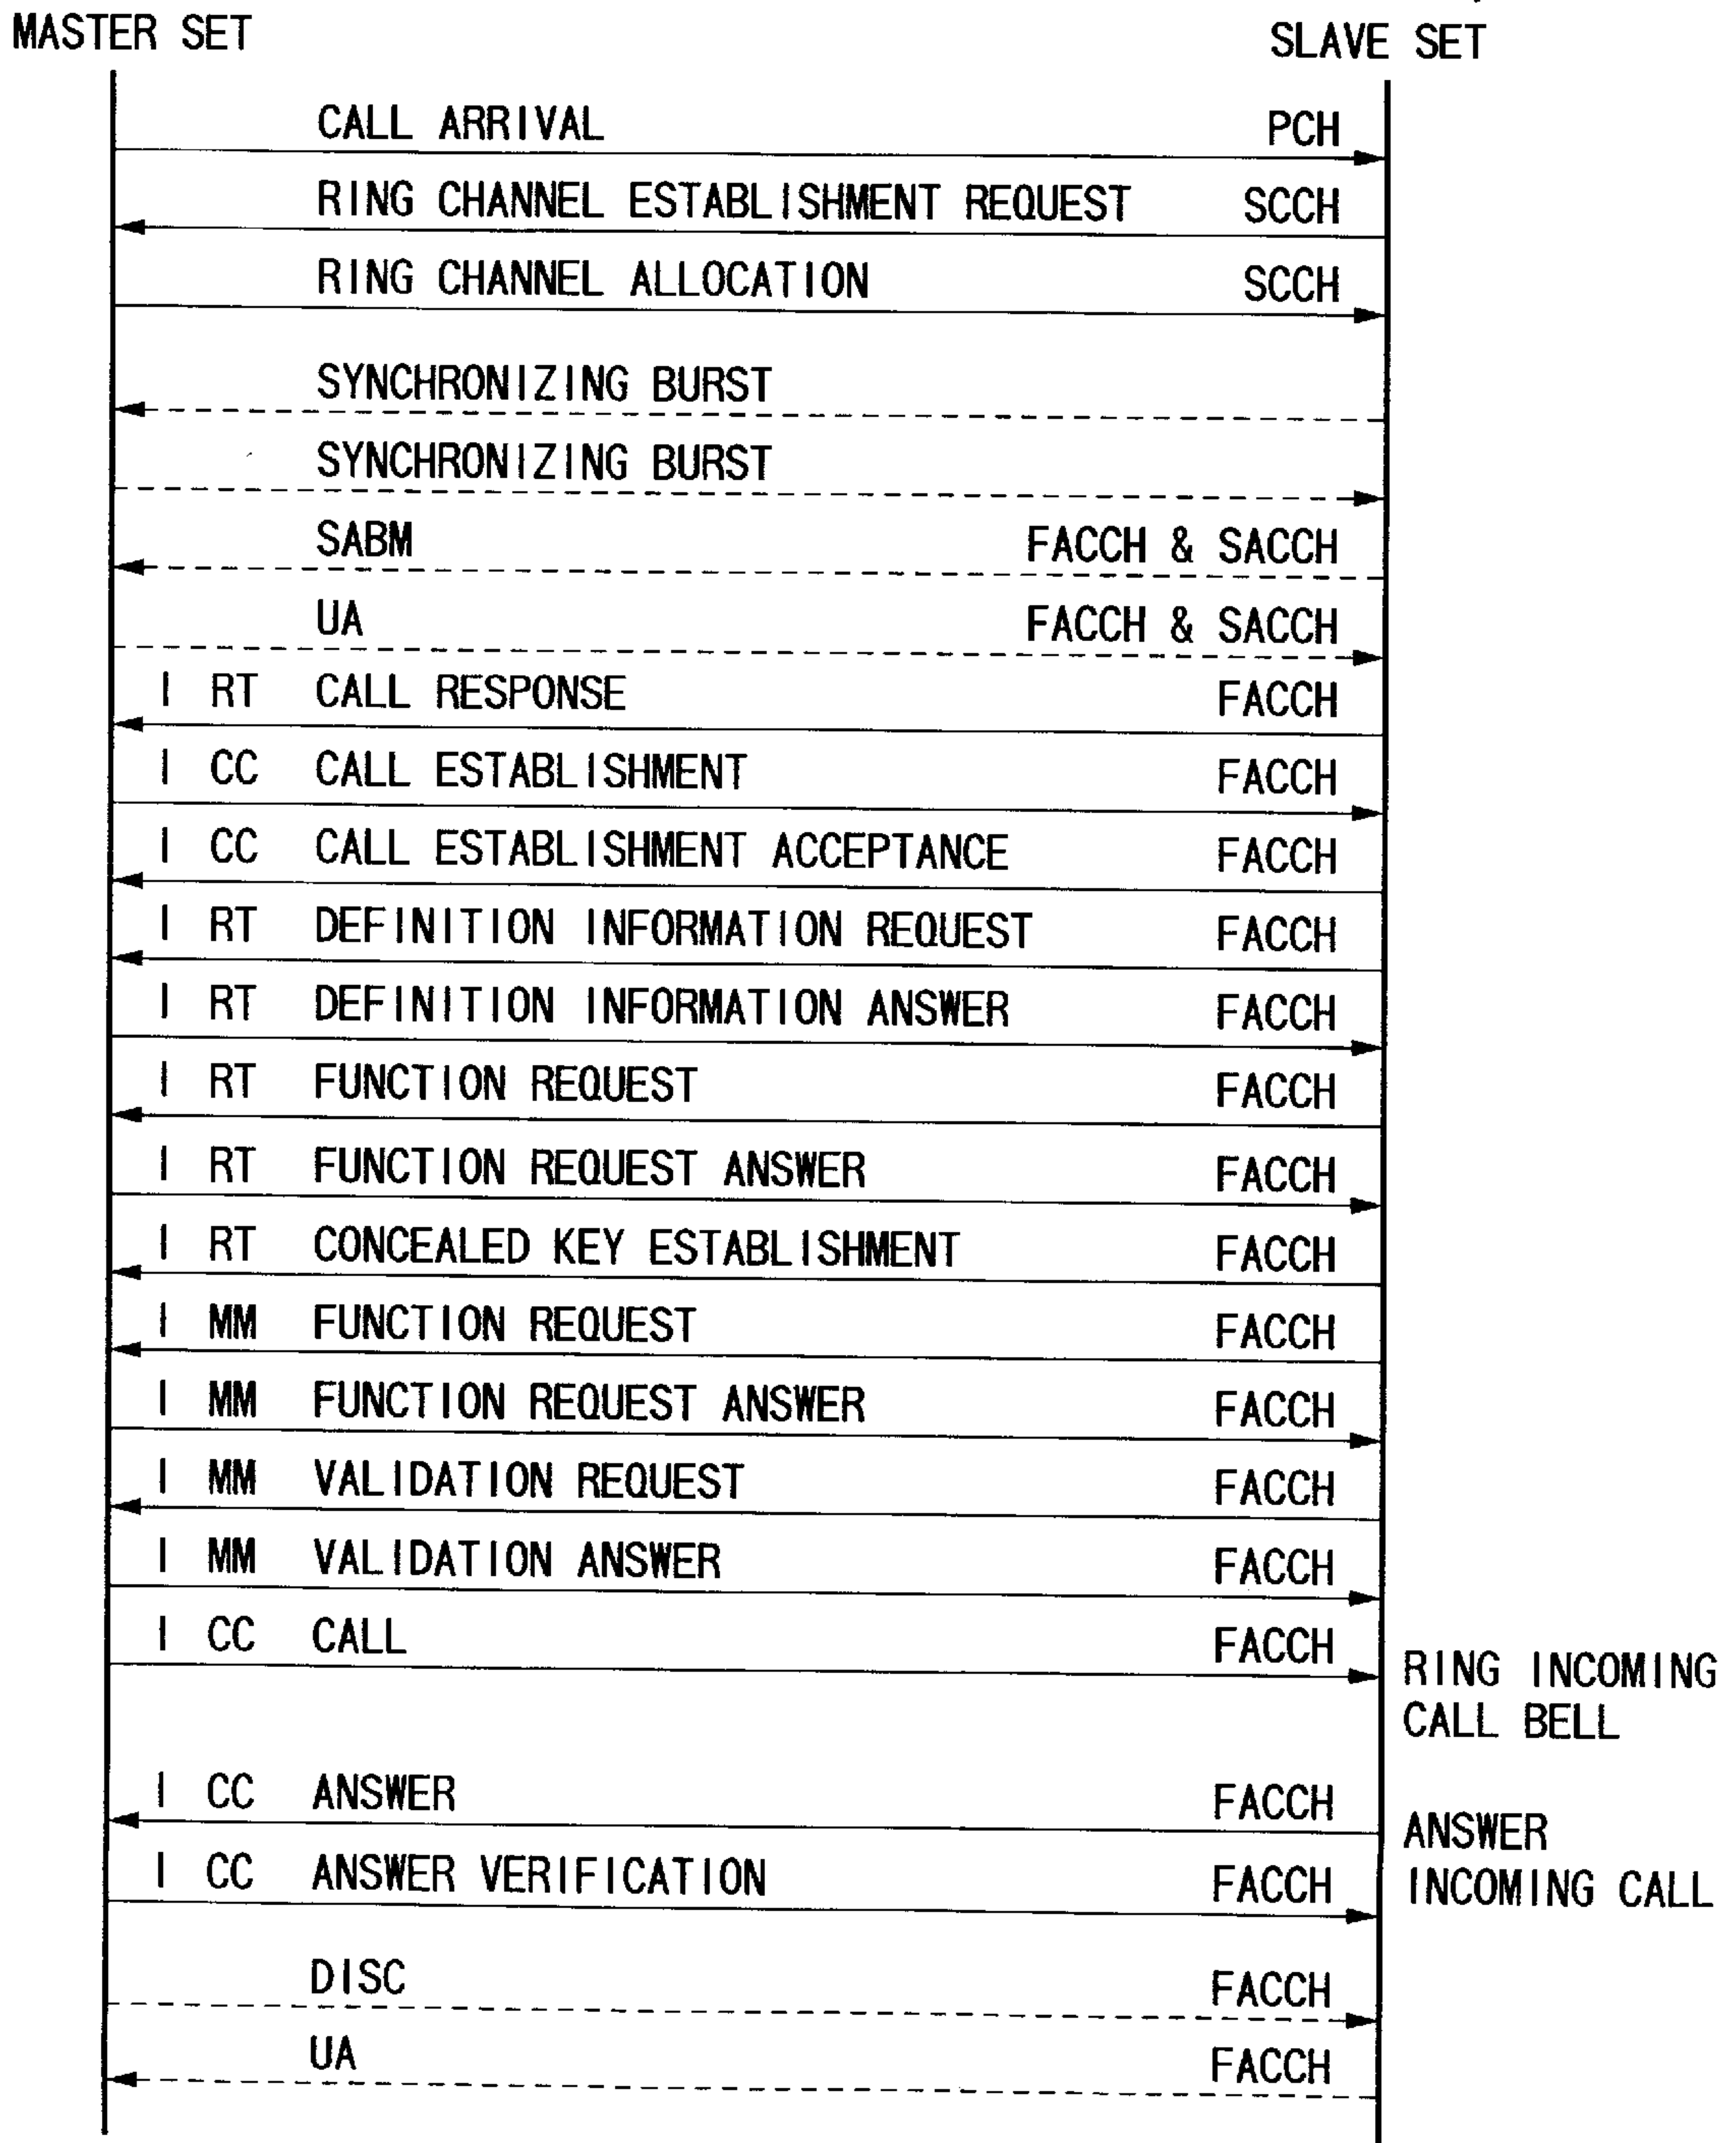 MASTER SET
SLAVE SET
CALL ARRIVAL PCH
RING CHANNEL ESTABLISHMENT REQUEST SCCH
RING CHANNEL ALLOCATION SCCH
SYNCHRONIZING BURST
SYNCHRONIZING BURST
SABM FACCH & SACCH
UA FACCH & SACCH
I RT CALL RESPONSE FACCH
I CC CALL ESTABLISHMENT FACCH
I CC CALL ESTABLISHMENT ACCEPTANCE FACCH
I RT DEFINITION INFORMATION REQUEST FACCH
I RT DEFINITION INFORMATION ANSWER FACCH
I RT FUNCTION REQUEST FACCH
I RT FUNCTION REQUEST ANSWER FACCH
I RT CONCEALED KEY ESTABLISHMENT FACCH
I MM FUNCTION REQUEST FACCH
I MM FUNCTION REQUEST ANSWER FACCH
I MM VALIDATION REQUEST FACCH
I MM VALIDATION ANSWER FACCH
I CC CALL FACCH
RING INCOMING
CALL BELL
I CC ANSWER FACCH
ANSWER
INCOMING CALL
I CC ANSWER VERIFICATION FACCH
DISC FACCH
UA FACCH